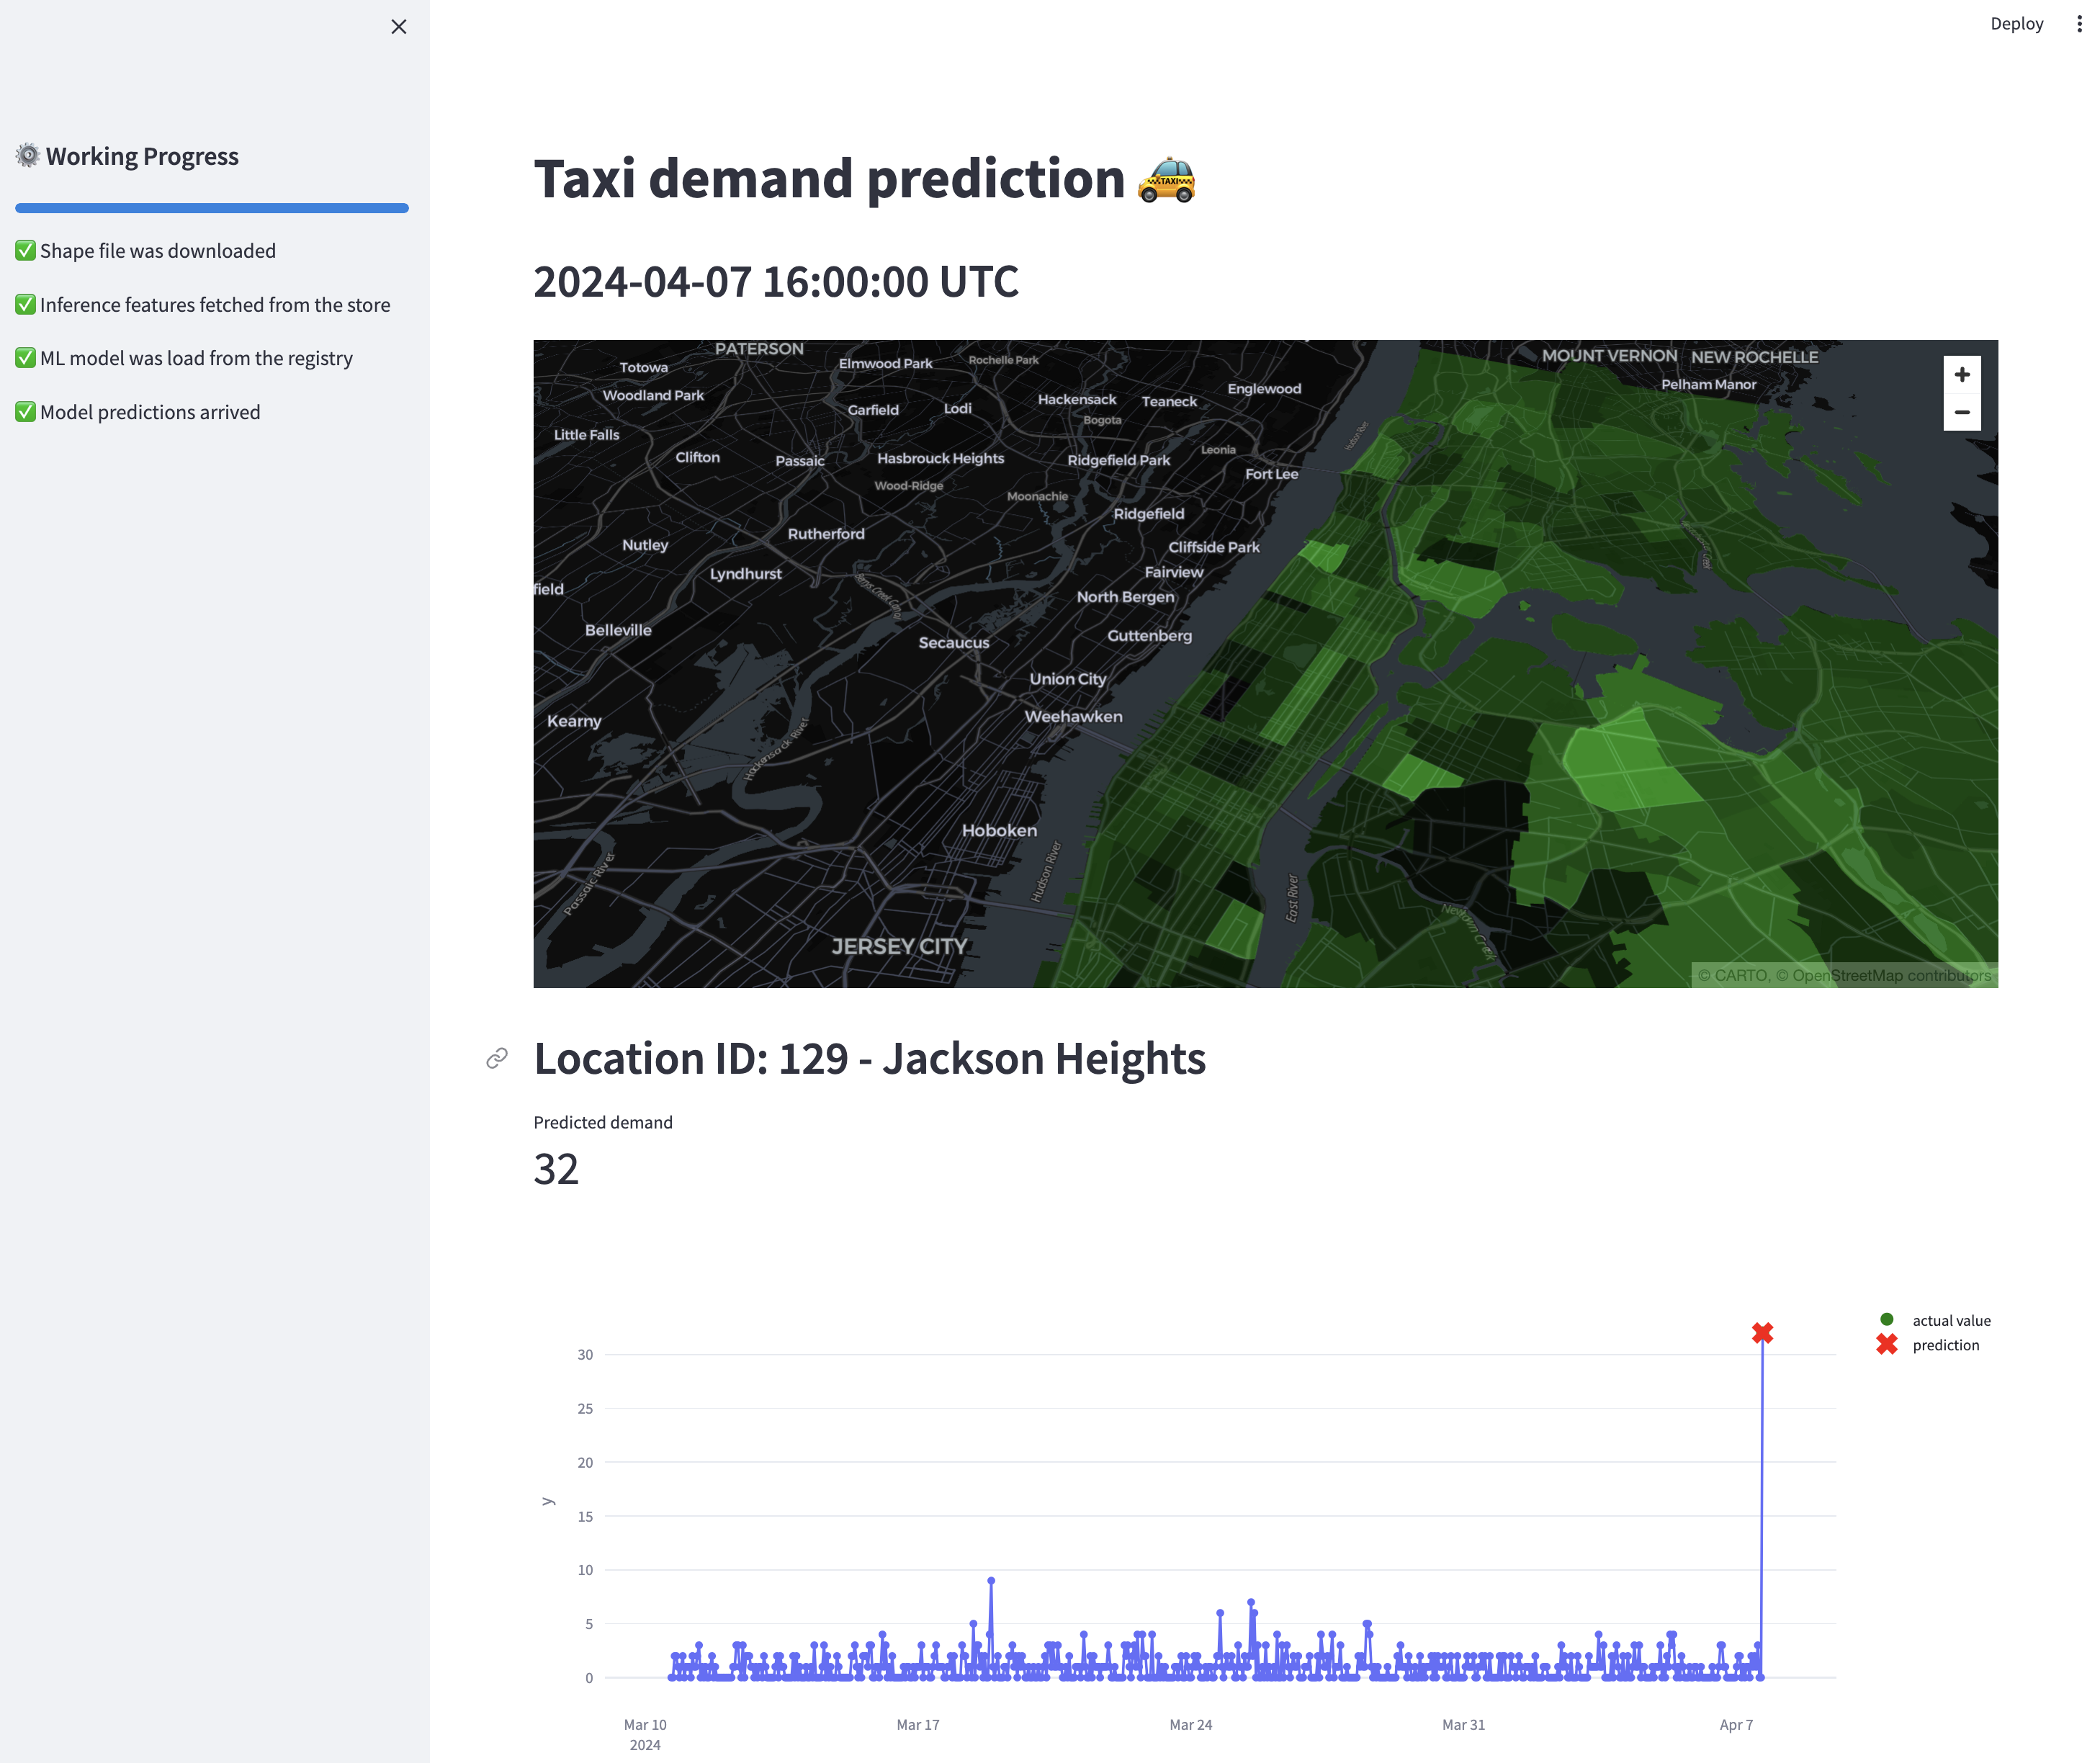 Deploy
⚙️ Working Progress
✅ Shape file was downloaded
✅ Inference features fetched from the store
✅ ML model was load from the registry
✅ Model predictions arrived
Taxi demand prediction 🚕
2024-04-07 16:00:00 UTC
PATERSON
MOUNT VERNON
NEW ROCHELLE
Totowa
Elmwood Park
Rochelle Park
Woodland Park
Englewood
Pelham Manor
Garfield
Lodi
Hackensack
Teaneck
Bogota
Little Falls
Hudson River
Clifton
Passaic
Hasbrouck Heights
Ridgefield Park
Leonia
Fort Lee
Wood-Ridge
Moonachie
Ridgefield
Rutherford
Nutley
Cliffside Park
Lyndhurst
Fairview
field
Berrys Creek Canal
North Bergen
Belleville
Secaucus
Guttenberg
Union City
Kearny
Weehawken
Hackensack River
Hoboken
Passaic River
Hudson River
East River
JERSEY CITY
Newtown Creek
© CARTO, © OpenStreetMap contributors
Location ID: 129 - Jackson Heights
Predicted demand
32
actual value
prediction
30
25
20
15
10
5
0
y
Mar 10
2024
Mar 17
Mar 24
Mar 31
Apr 7